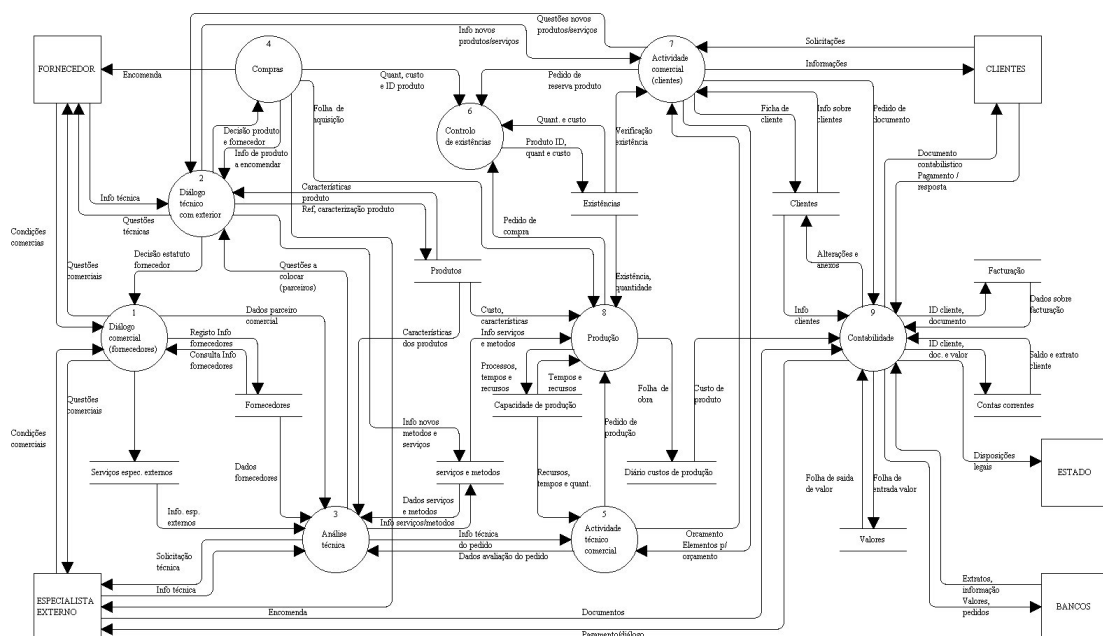 Questões novos
produtos/serviços
Info novos
produtos/serviços
FORNECEDOR
Encomenda
4
Compras
Quant, custo
e ID produto
Folha de
aquisição
Pedido de
reserva produto
7
Actividade
comercial
(clientes)
Solicitações
Informações
CLIENTES
6
Controlo
de existências
Quant. e custo
Produto ID,
quant e custo
Verificação
existência
Ficha de
cliente
Info sobre
clientes
Pedido de
documento
Decisão produto
e fornecedor
Info de produto
a encomendar
Documento
contabilistico
Pagamento /
resposta
2
Diálogo
técnico
com exterior
Info técnica
Questões
técnicas
Características
produto
Ref, caracterização produto
Existências
Clientes
Condições
comerciais
Questões
comerciais
Decisão estatuto
fornecedor
Questões a
colocar
(parceiros)
Produtos
Pedido de
compra
Existência,
quantidade
Alterações e
anexos
Facturação
1
Diálogo
comercial
(fornecedores)
Dados parceiro
comercial
Registo Info
fornecedores
Consulta Info
fornecedores
Características
dos produtos
Custo,
características
Info serviços
e metodos
8
Produção
Info
clientes
9
Contabilidade
ID client,
documento
Dados sobre
facturação
ID cliente,
doc. e valor
Saldo e extrato
cliente
Questões
comerciais
Condições
comerciais
Fornecedores
Processos,
tempos e
recursos
Tempos e
recursos
Capacidade de produção
Folha de
obra
Custo de
produto
Contas correntes
Info novos
metodos e
serviços
Pedido de
produção
Serviços espec. externos
Dados
fornecedores
serviços e metodos
Recursos,
tempos e quant.
Diário custos de produção
Folha de saida
de valor
Folha de
entrada valor
Disposições
legais
ESTADO
Info. esp.
externos
Dados serviços
e metodos
Info serviços/metodos
3
Análise
técnica
5
Actividade
técnico
comercial
Info técnica
do pedido
Dados avaliação do pedido
Orcamento
Elementos p/
orçamento
Valores
Solicitação
técnica
Info técnica
ESPECIALISTA
EXTERNO
Encomenda
Documentos
Pagamento/diálogo
Extratos,
informação
Valores,
pedidos
BANCOS